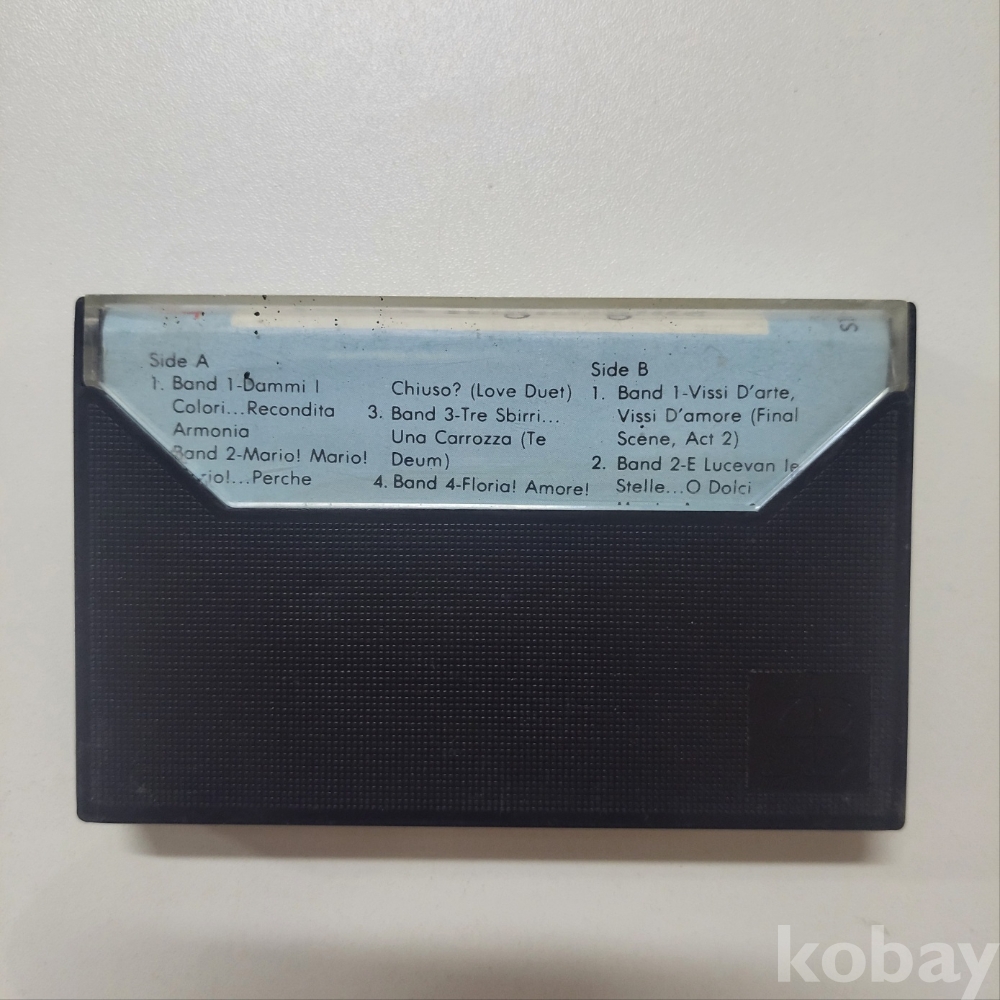 Side A
1. Band 1-Dammi I
Colori...Recondita
Armonia
Band 2-Mario! Mario!
...Perche
Chiuso? (Love Duet)
3. Band 3-Tre Sbirri...
Una Carrozza (Te
Deum)
4. Band 4-Floria! Amore!
Side B
1. Band 1-Vissi D'arte,
Vissi D'amore (Final
Scene, Act 2)
2. Band 2-E Lucevan le
Stelle...O Dolci
kobay